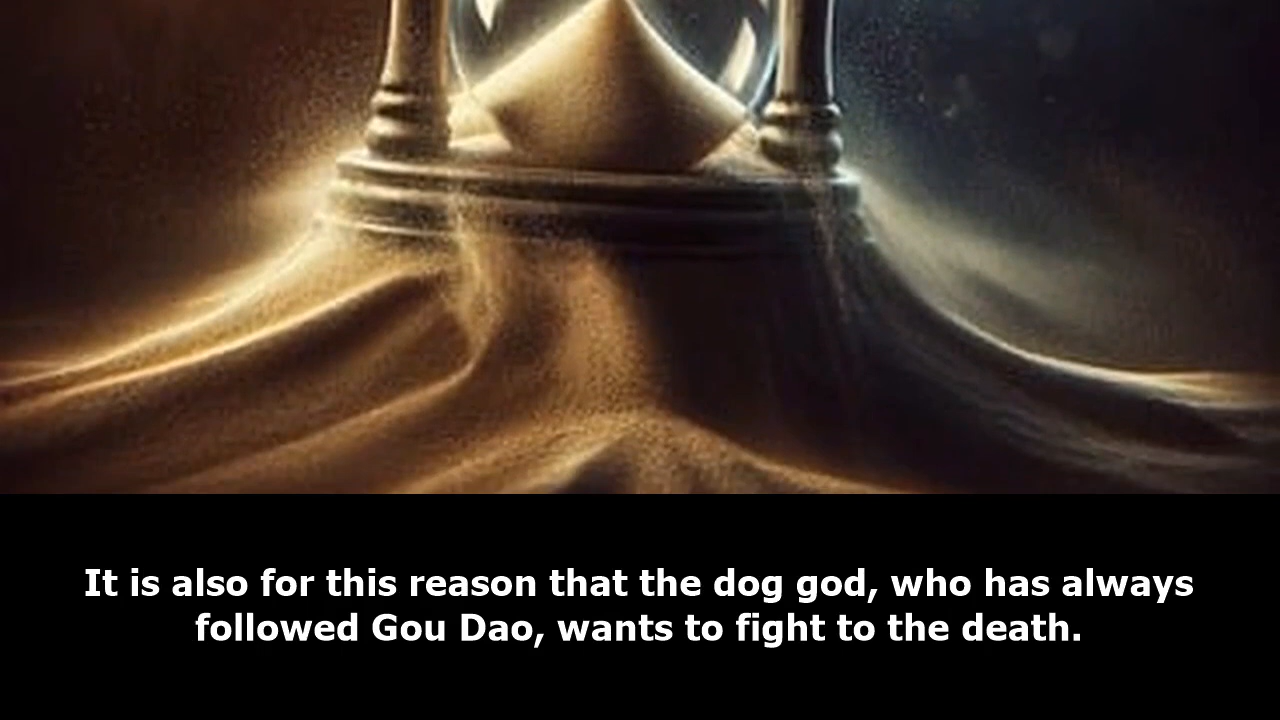 It is also for this reason that the dog god, who has always
followed Gou Dao, wants to fight to the death.